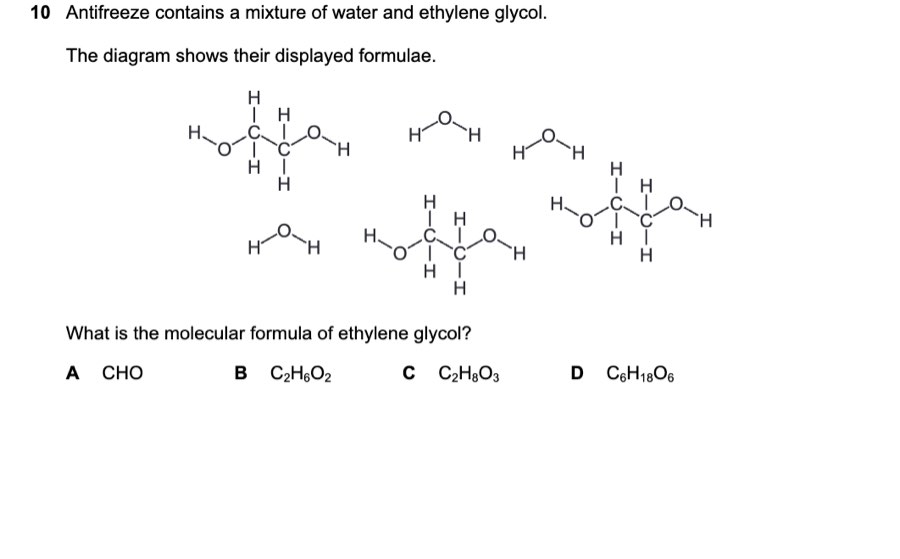 10 Antifreeze contains a mixture of water and ethylene glycol.
The diagram shows their displayed formulae.
H
H
H C O
O C H
H
H
O
H H
O
H H
O
H H
H
H
H C O
O C H
H
H
H
H
H C O
O C H
H
H
What is the molecular formula of ethylene glycol?
A CHO B C₂H₆O₂ C C₂H₈O₃ D C₆H₁₈O₆